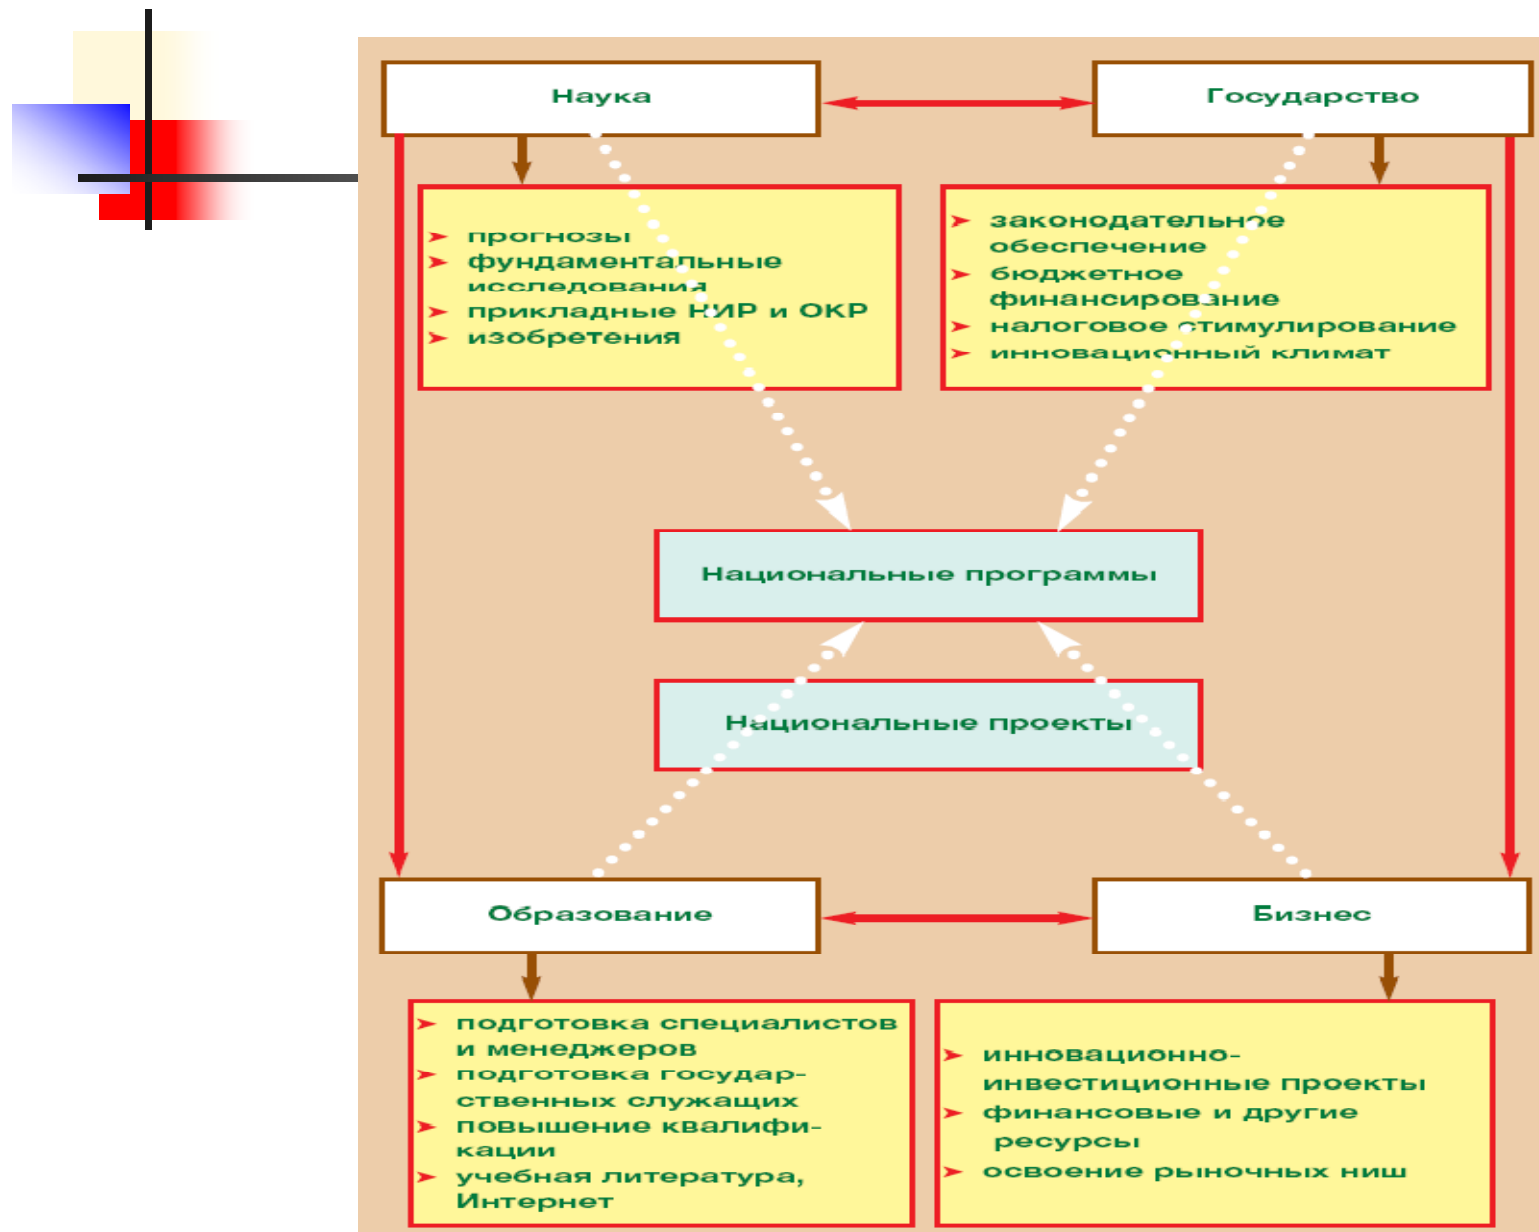 Наука
Государство
прогнозы
фундаментальные
исследования
прикладные НИР и ОКР
изобретения
законодательное
обеспечение
бюджетное
финансирование
налоговое стимулирование
инновационный климат
Национальные программы
Национальные проекты
Образование
Бизнес
подготовка специалистов
и менеджеров
подготовка государ-
ственных служащих
повышение квалифи-
кации
учебная литература,
Интернет
инновационно-
инвестиционные проекты
финансовые и другие
ресурсы
освоение рыночных ниш